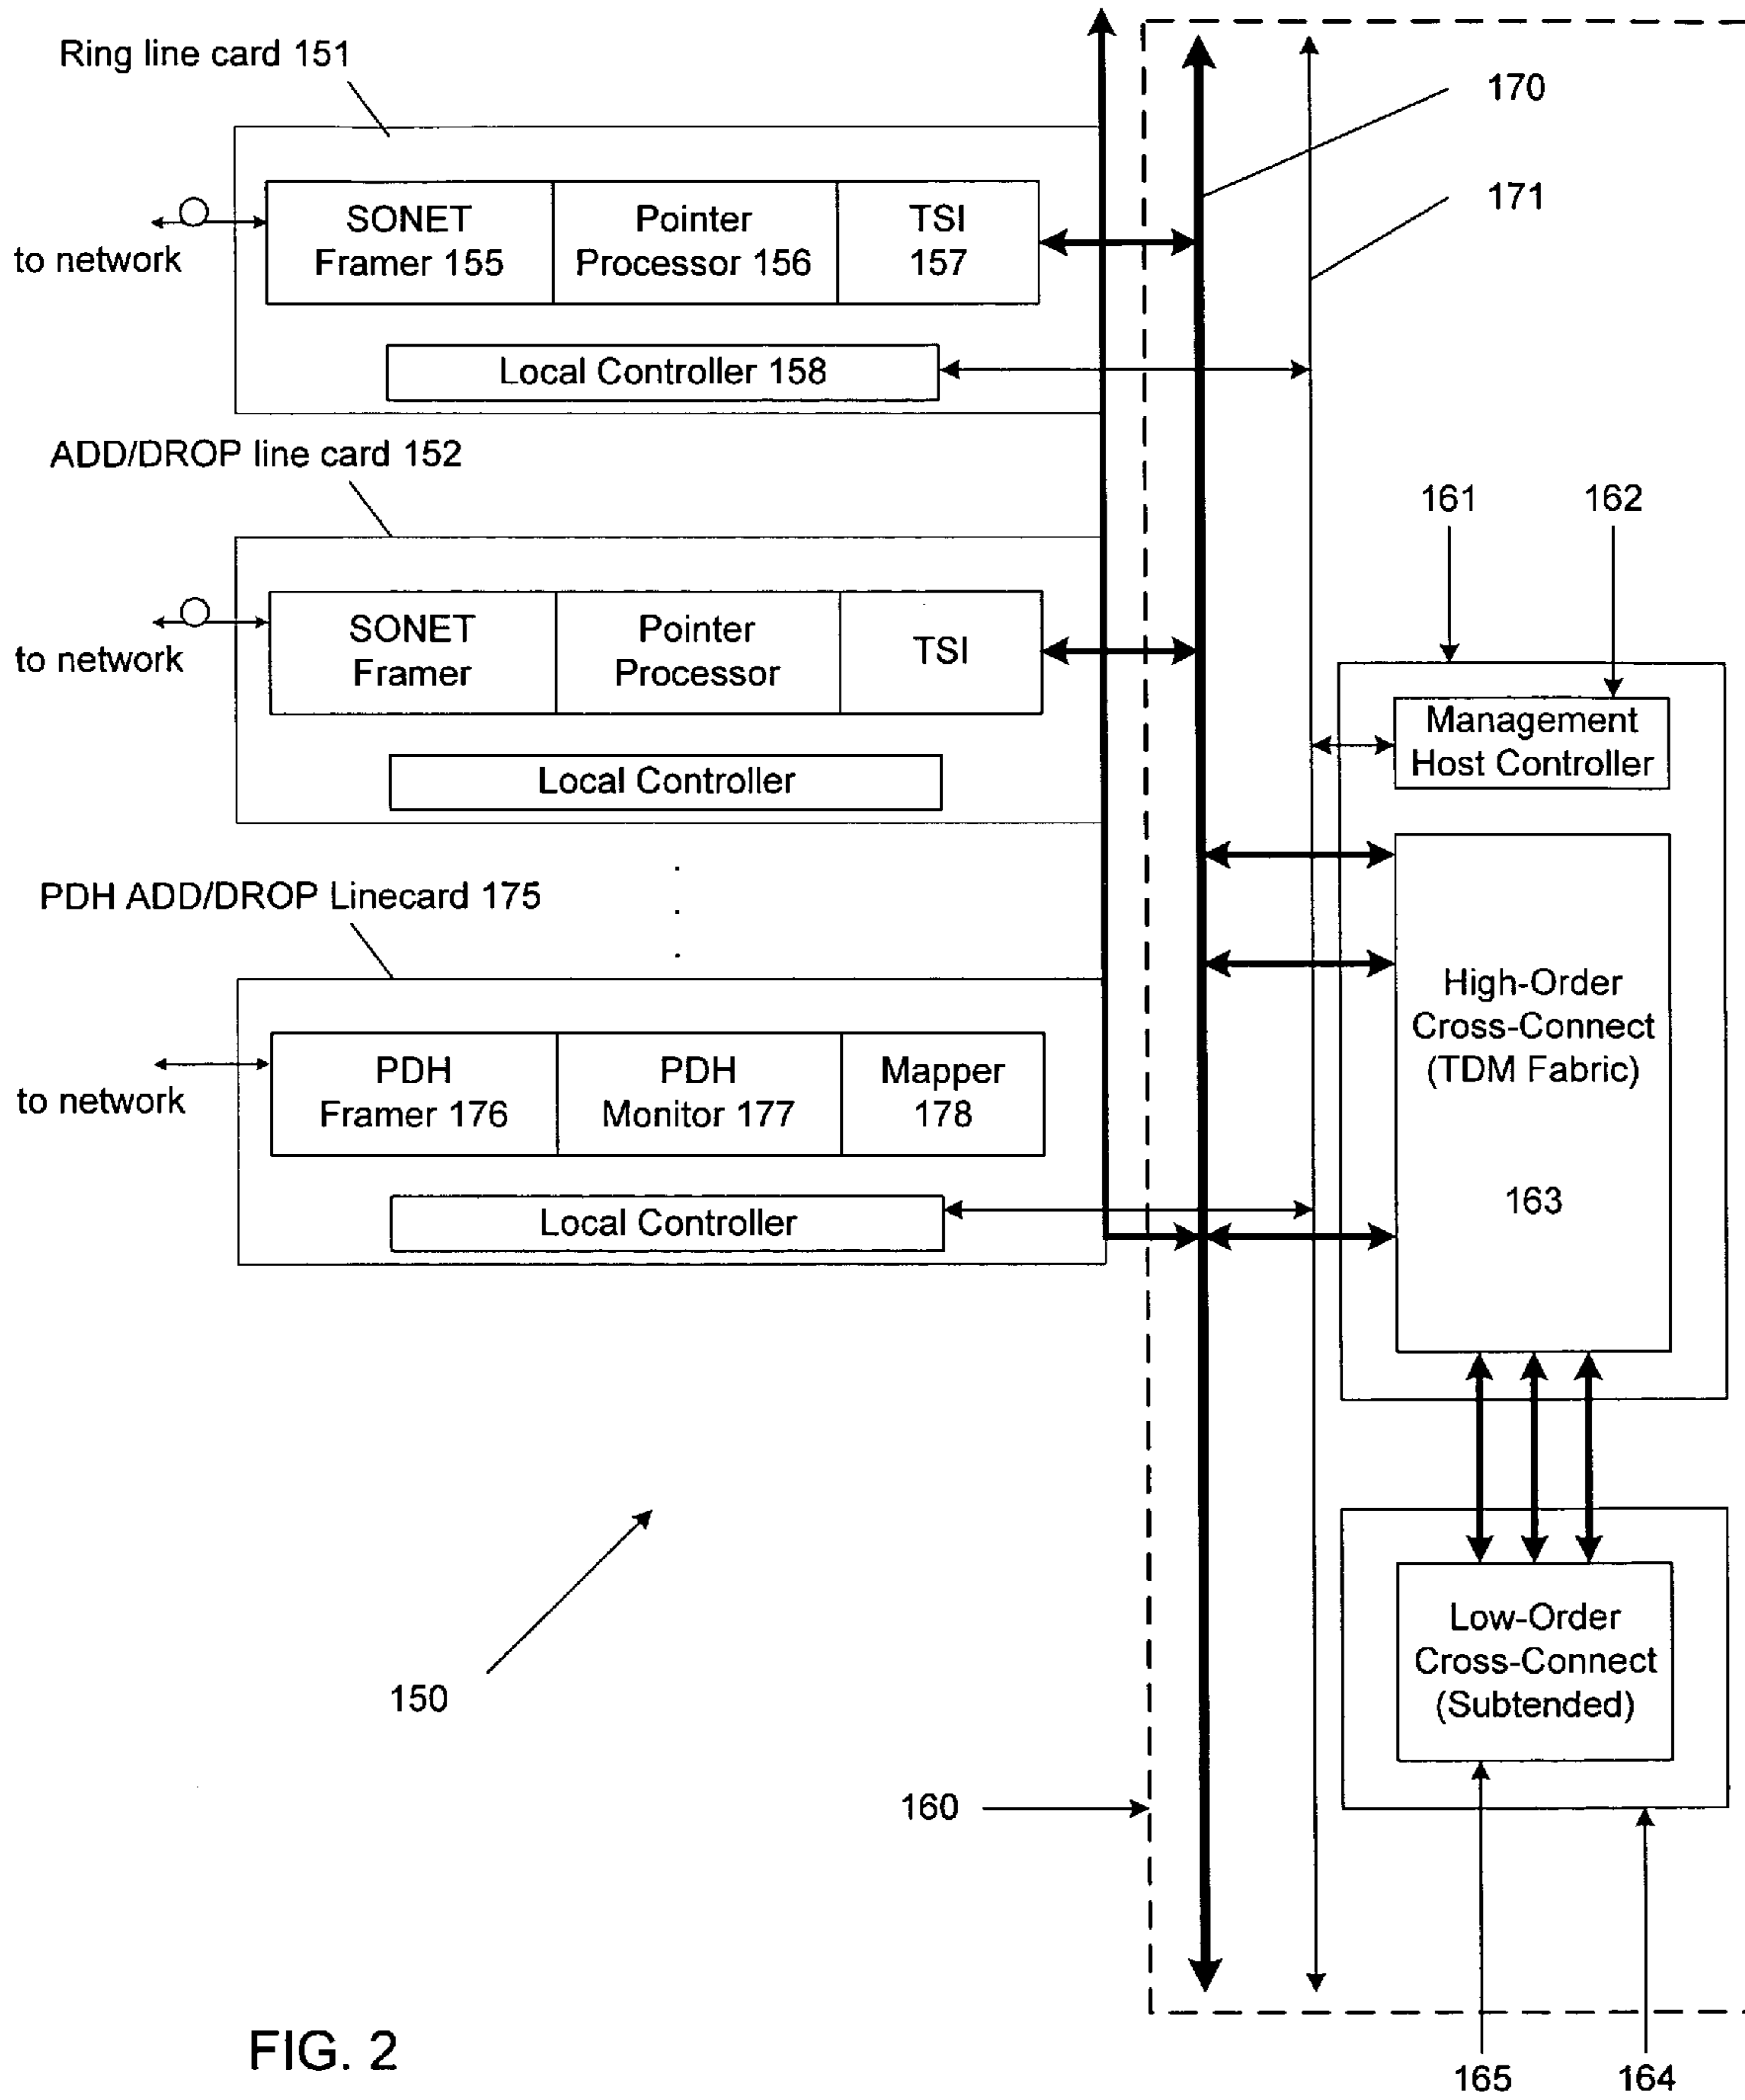 Ring line card 151
170
171
SONET
Framer 155
Pointer
Processor 156
TSI
157
to network
Local Controller 158
ADD/DROP line card 152
161
162
SONET
Framer
Pointer
Processor
TSI
to network
Management
Host Controller
Local Controller
PDH ADD/DROP Linecard 175
High-Order
Cross-Connect
(TDM Fabric)
163
PDH
Framer 176
PDH
Monitor 177
Mapper
178
to network
Local Controller
Low-Order
Cross-Connect
(Subtended)
150
160
FIG. 2
165
164